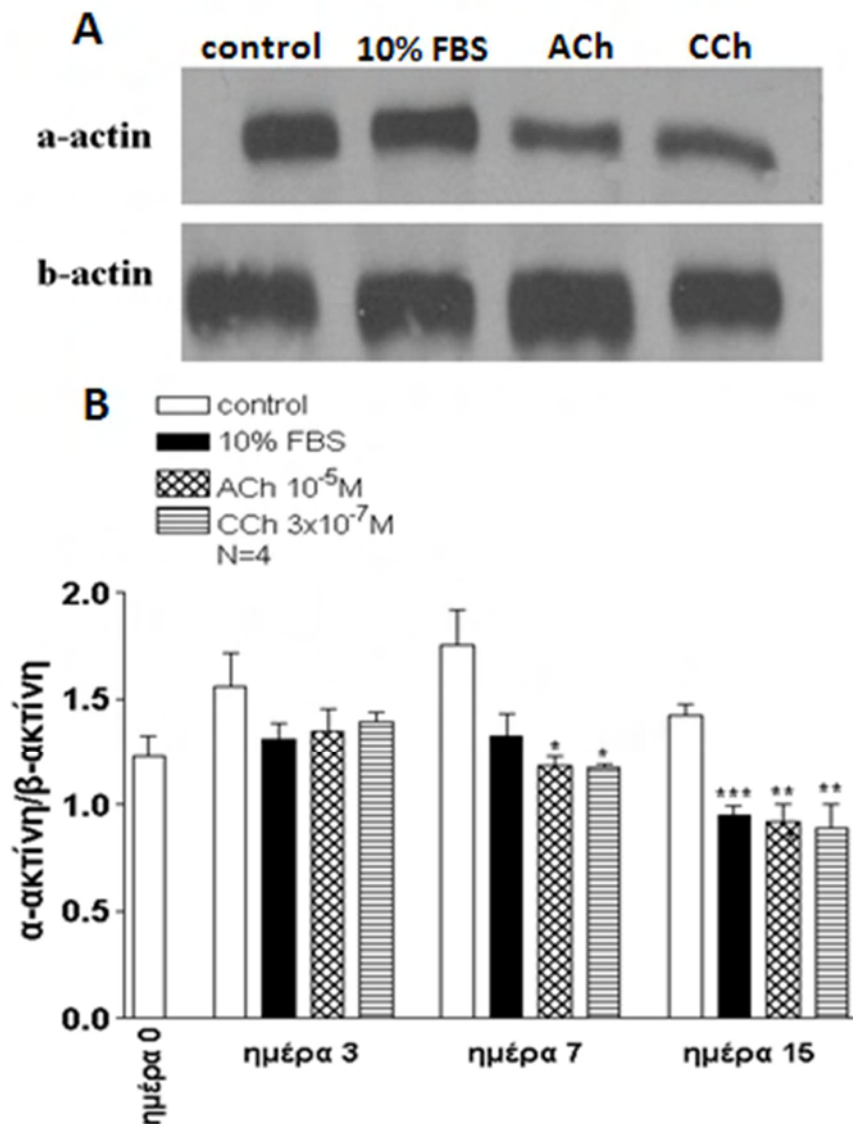 A
control 10% FBS ACh CCh
a-actin
b-actin
B
control
10% FBS
ACh 10⁻⁵M
CCh 3x10⁻⁷M
N=4
α-ακτίνη/β-ακτίνη
2.0
1.5
1.0
0.5
0.0
* *
*** ** **
ημέρα 0
ημέρα 3 ημέρα 7 ημέρα 15